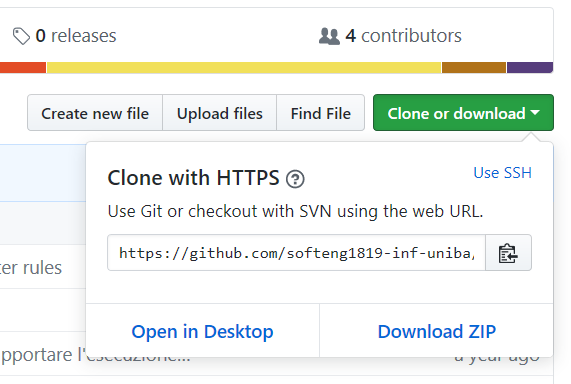 0 releases
4 contributors
Create new file
Upload files
Find File
Clone or download
Clone with HTTPS
Use SSH
Use Git or checkout with SVN using the web URL.
https://github.com/softeng1819-inf-uniba/
ter rules
Open in Desktop
Download ZIP
pportare l'esecuzione...
a year ago